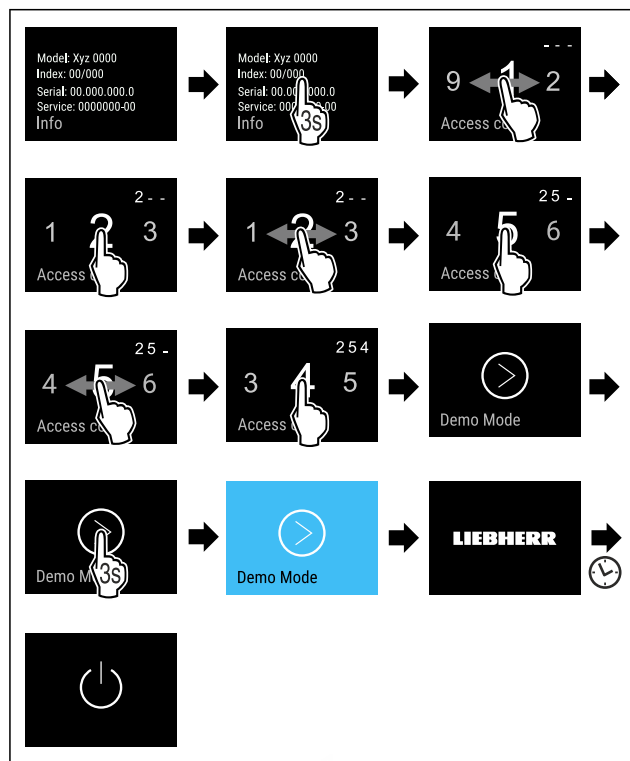 Model: Xyz 0000
Index: 00/000
Serial: 00.000.000.0
Service: 0000000-00
Info
Model: Xyz 0000
Index: 00/000
Serial: 00.000.000.0
Info
3s
- - -
9 1 2
Access
2 - -
1 2 3
Access
2 - -
1 2 3
Access
2 5 -
4 5 6
Access
2 5 -
4 5 6
Access
2 5 4
3 4 5
Access
Demo Mode
Demo
3s
Demo Mode
LIEBHERR